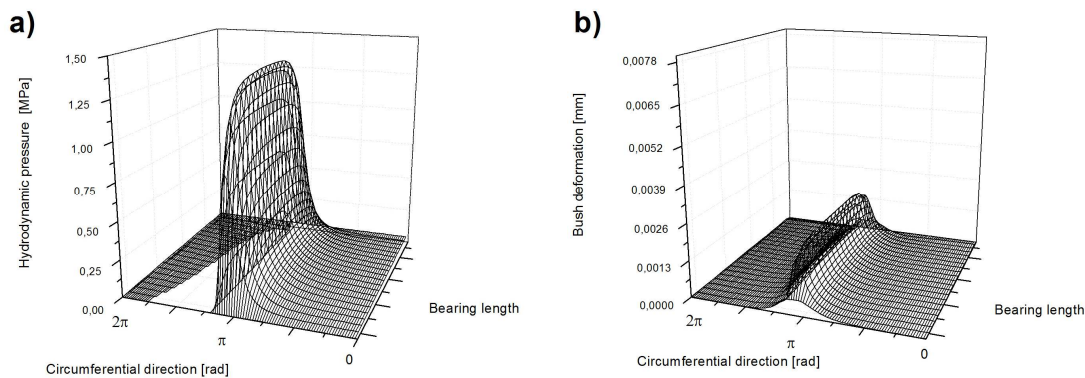 a)
Hydrodynamic pressure [MPa]
1,50
1,25
1,00
0,75
0,50
0,25
0,00
2π
π
0
Circumferential direction [rad]
Bearing length
b)
Bush deformation [mm]
0,0078
0,0065
0,0052
0,0039
0,0026
0,0013
0,0000
2π
π
0
Circumferential direction [rad]
Bearing length